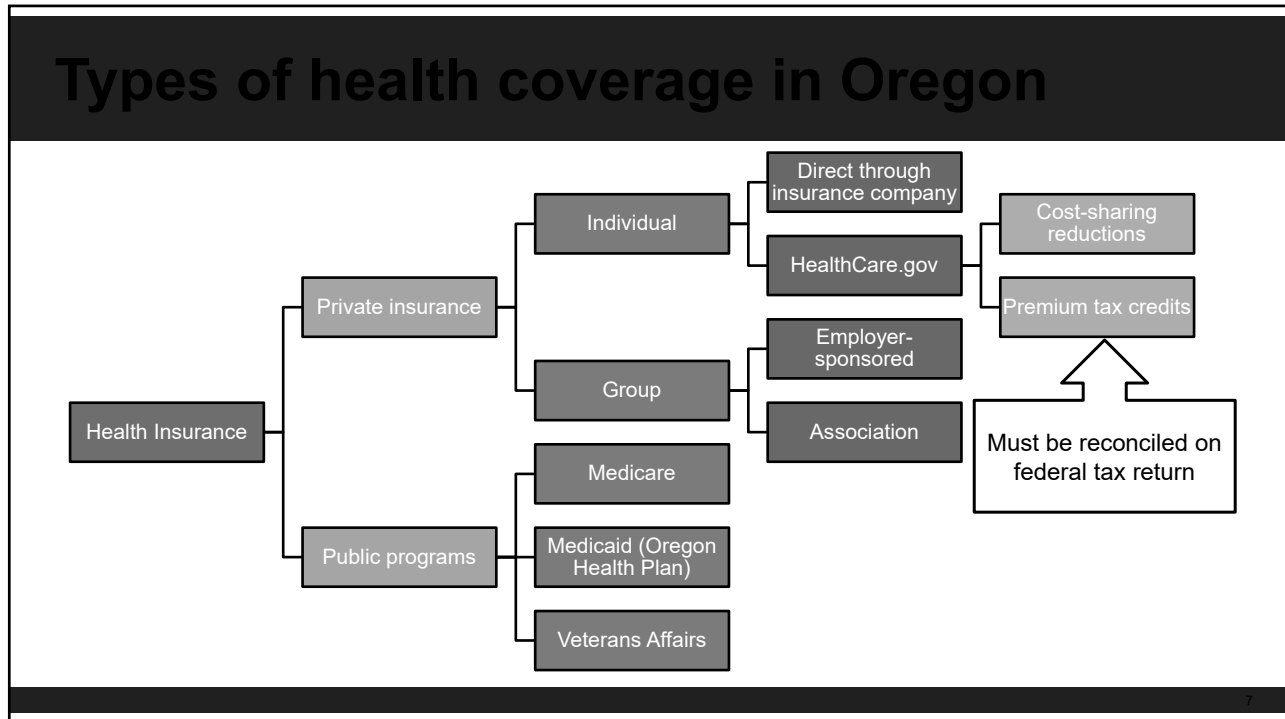 Types of health coverage in Oregon
Direct through
insurance company
Cost-sharing
reductions
Individual
HealthCare.gov
Private insurance
Premium tax credits
Employer-
sponsored
Group
Health Insurance
Association
Must be reconciled on
federal tax return
Medicare
Public programs
Medicaid (Oregon
Health Plan)
Veterans Affairs
7